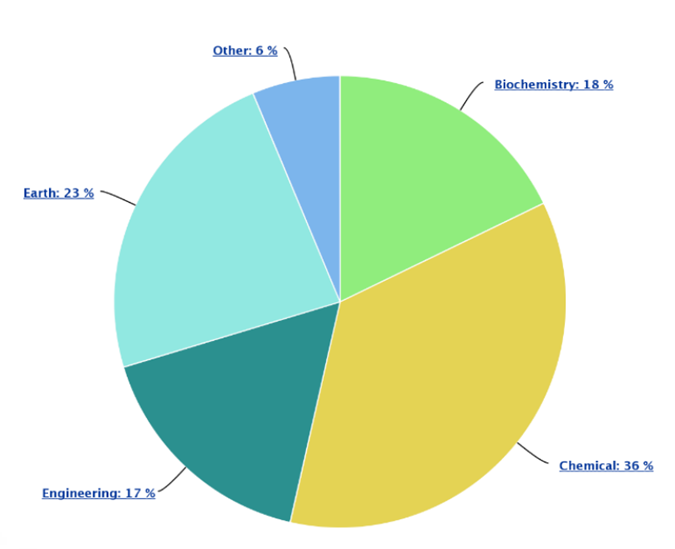 Other: 6 %
Biochemistry: 18 %
Earth: 23 %
Chemical: 36 %
Engineering: 17 %